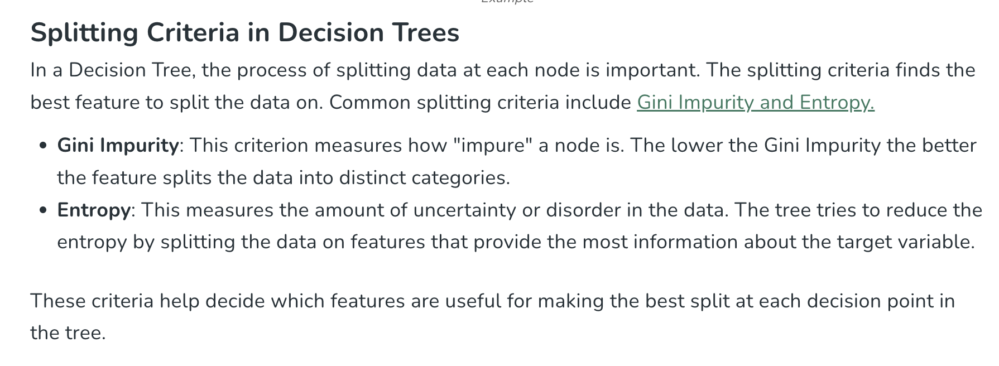 Example
Splitting Criteria in Decision Trees
In a Decision Tree, the process of splitting data at each node is important. The splitting criteria finds the
best feature to split the data on. Common splitting criteria include Gini Impurity and Entropy.
• Gini Impurity: This criterion measures how "impure" a node is. The lower the Gini Impurity the better
the feature splits the data into distinct categories.
• Entropy: This measures the amount of uncertainty or disorder in the data. The tree tries to reduce the
entropy by splitting the data on features that provide the most information about the target variable.
These criteria help decide which features are useful for making the best split at each decision point in
the tree.